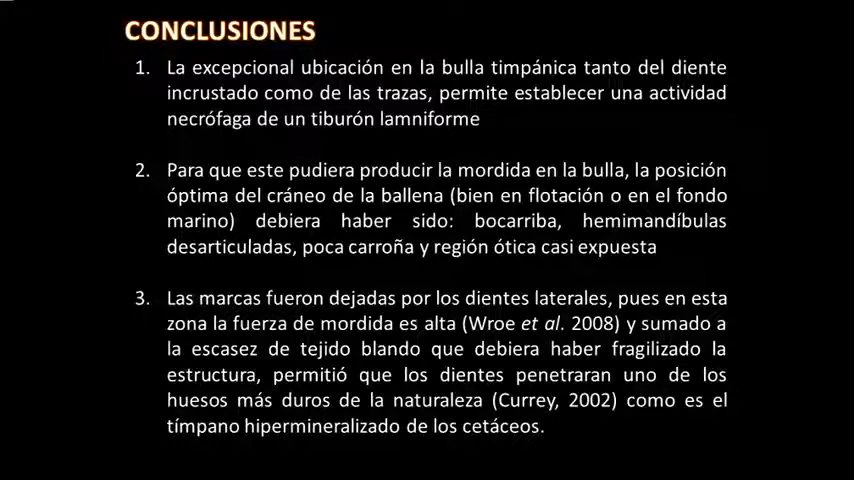 CONCLUSIONES
1. La excepcional ubicación en la bulla timpánica tanto del diente
incrustado como de las trazas, permite establecer una actividad
necrófaga de un tiburón lamniforme
2. Para que este pudiera producir la mordida en la bulla, la posición
óptima del cráneo de la ballena (bien en flotación o en el fondo
marino) debiera haber sido: bocarriba, hemimandíbulas
desarticuladas, poca carroña y región ótica casi expuesta
3. Las marcas fueron dejadas por los dientes laterales, pues en esta
zona la fuerza de mordida es alta (Wroe et al. 2008) y sumado a
la escasez de tejido blando que debiera haber fragilizado la
estructura, permitió que los dientes penetraran uno de los
huesos más duros de la naturaleza (Currey, 2002) como es el
tímpano hipermineralizado de los cetáceos.